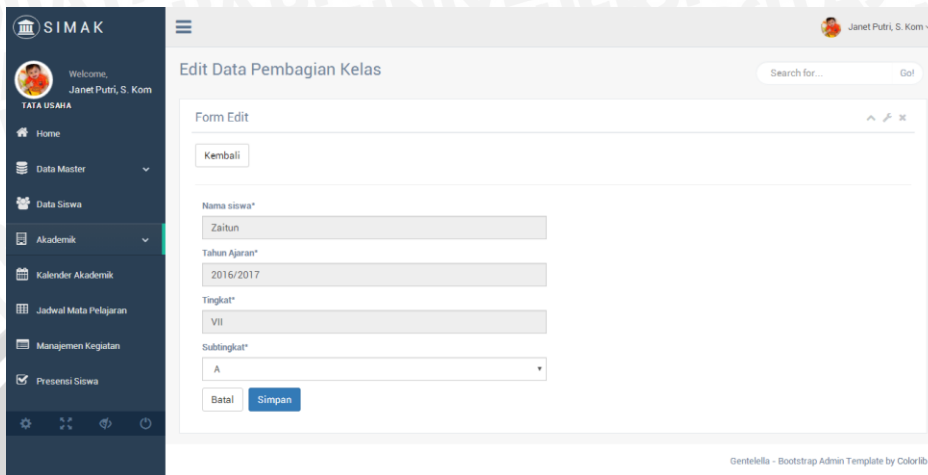 SIMAK
Janet Putri, S. Kom
Welcome,
Janet Putri, S. Kom
TATA USAHA
Home
Data Master
Data Siswa
Akademik
Kalender Akademik
Jadwal Mata Pelajaran
Manajemen Kegiatan
Presensi Siswa
Edit Data Pembagian Kelas
Search for...
Go!
Form Edit
Kembali
Nama siswa*
Zaitun
Tahun Ajaran*
2016/2017
Tingkat*
VII
Subtingkat*
A
Batal
Simpan
Gentelella - Bootstrap Admin Template by Colorlib